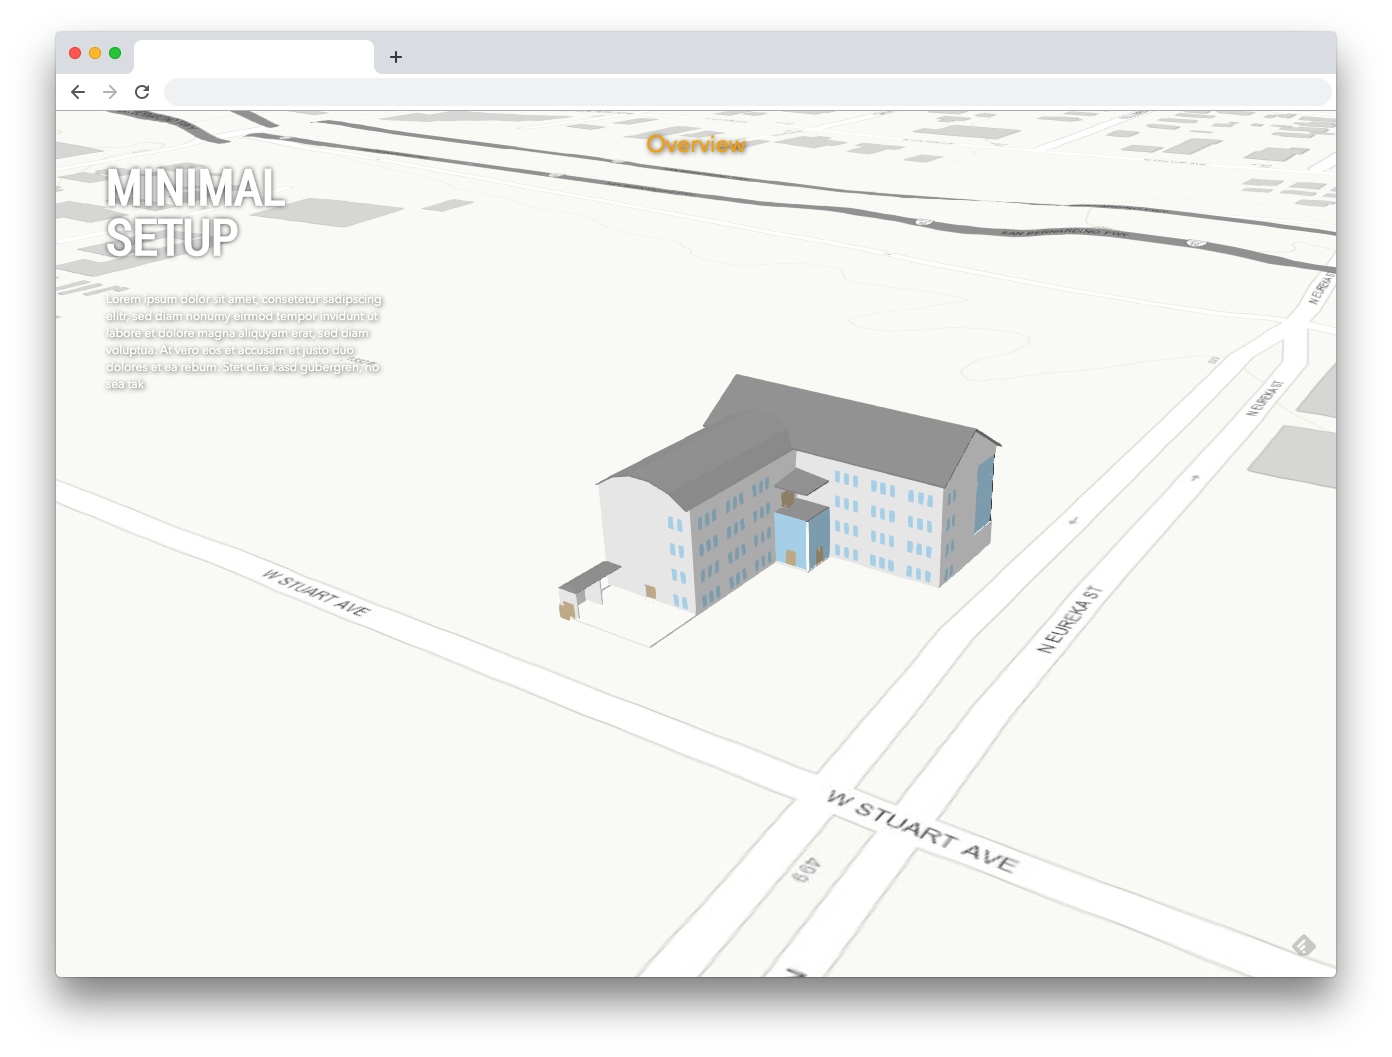 Overview
MINIMAL
SETUP
Lorem ipsum dolor sit amet, consetetur sadipscing
elitr, sed diam nonumy eirmod tempor invidunt ut
labore et dolore magna aliquyam erat, sed diam
voluptua. At vero eos et accusam et justo duo
dolores et ea rebum. Stet clita kasd gubergren, no
sea tak
SAN BERNARDINO FWY
N EUREKA ST
N EUREKA ST
W STUART AVE
N EUREKA ST
W STUART AVE
499